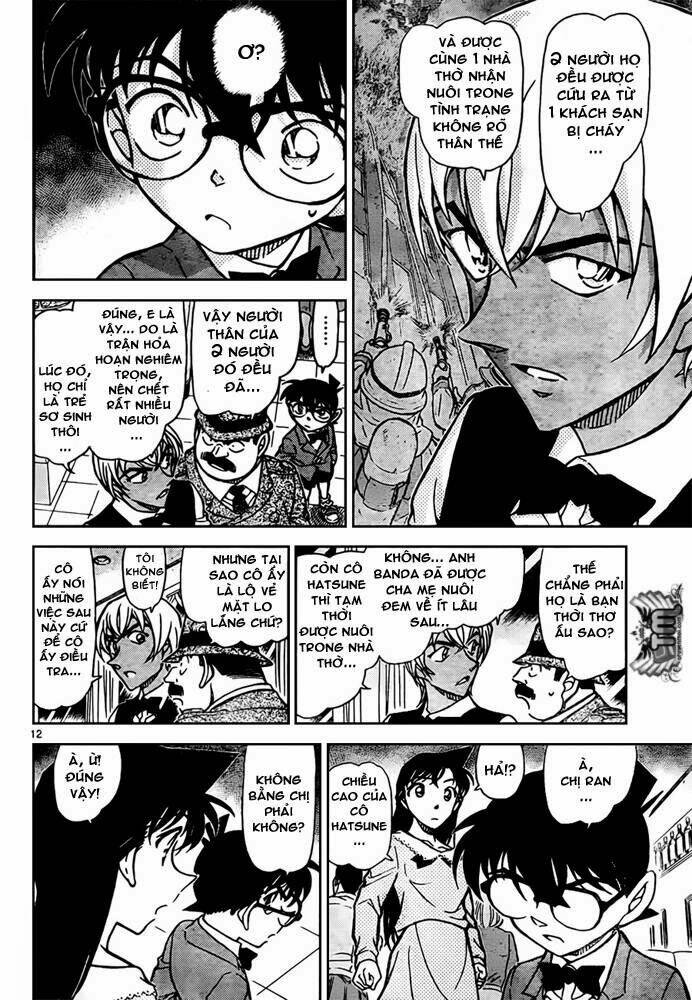 2 NGƯỜI HỌ
ĐỀU ĐƯỢC
CỨU RA TỪ
1 KHÁCH SẠN
BỊ CHÁY
...
VÀ ĐƯỢC
CÙNG 1 NHÀ
THỜ NHẬN
NUÔI TRONG
TÌNH TRẠNG
KHÔNG RÕ
THÂN THẾ
Ơ?
VẬY NGƯỜI
THÂN CỦA
2 NGƯỜI
ĐÓ ĐỀU
ĐÃ...
ĐÚNG, E LÀ
VẬY... DO LÀ
TRẬN HỎA
HOẠN NGHIÊM
TRỌNG,
NÊN CHẾT
RẤT NHIỀU
NGƯỜI
...
LÚC ĐÓ,
HỌ CHỈ
LÀ TRẺ
SƠ SINH
THÔI
THẾ
CHẲNG PHẢI
HỌ LÀ BẠN
THỜI THƠ
ẤU SAO?
KHÔNG... ANH
BANDA ĐÃ ĐƯỢC
CHA MẸ NUÔI
ĐEM VỀ ÍT LÂU
SAU...
CÒN CÔ
HATSUNE
THÌ TẠM
THỜI
ĐƯỢC NUÔI
TRONG NHÀ
THỜ...
NHƯNG TẠI
SAO CÔ ẤY
LẠI LỘ VẺ
MẶT LO
LẮNG CHỨ?
TÔI
KHÔNG
BIẾT!
CÔ
ẤY NÓI
NHỮNG
VIỆC SAU
NÀY CỨ
ĐỂ CÔ
ẤY ĐIỀU
TRA...
TM
12
À,
CHỊ RAN
...
HẢ!?
CHIỀU
CAO CỦA
CÔ
HATSUNE
KHÔNG
BẰNG CHỊ
PHẢI
KHÔNG?
À, Ừ!
ĐÚNG
VẬY!